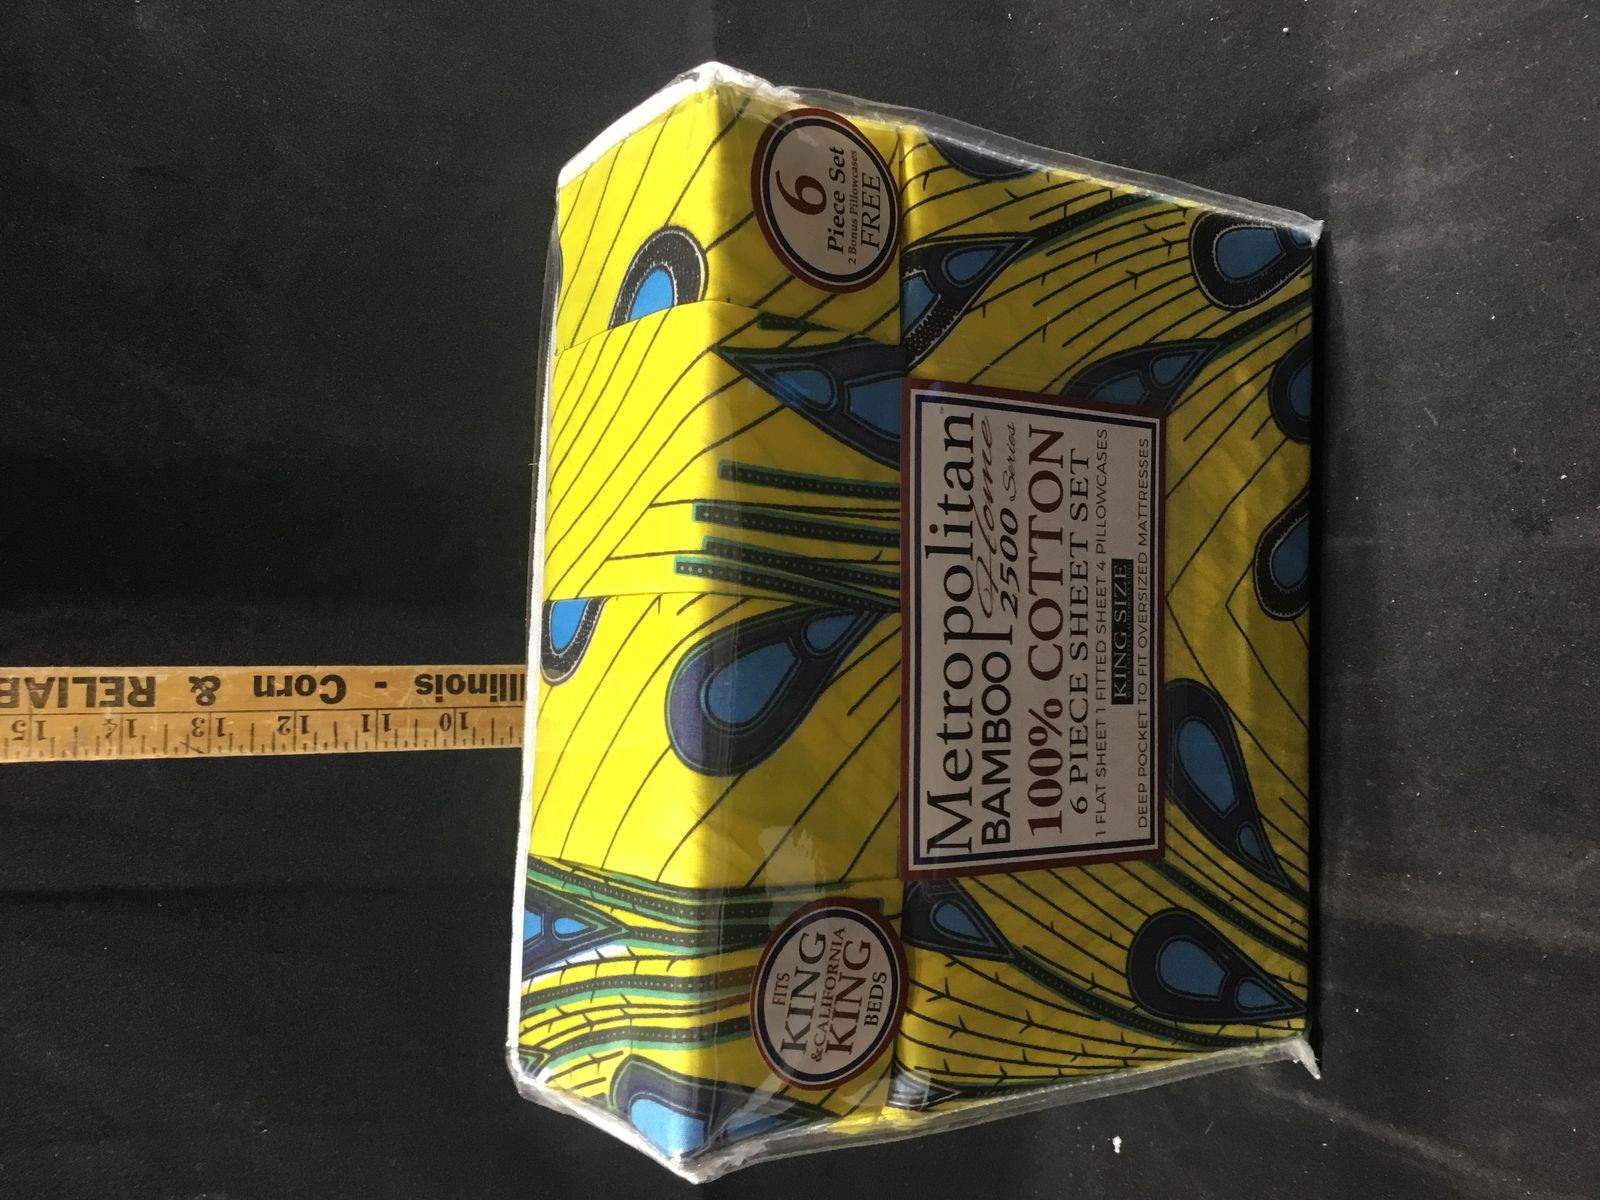 6
Piece Set
2 Bonus Pillowcases
FREE
Metropolitan™
BAMBOO | Home
2500 Series
100% COTTON
6 PIECE SHEET SET
1 FLAT SHEET 1 FITTED SHEET 4 PILLOWCASES
KING SIZE
DEEP POCKET TO FIT OVERSIZED MATTRESSES
FITS
KING
& CALIFORNIA
KING
BEDS
Illinois - Corn & RELIAB
10 11 12 13 14 15